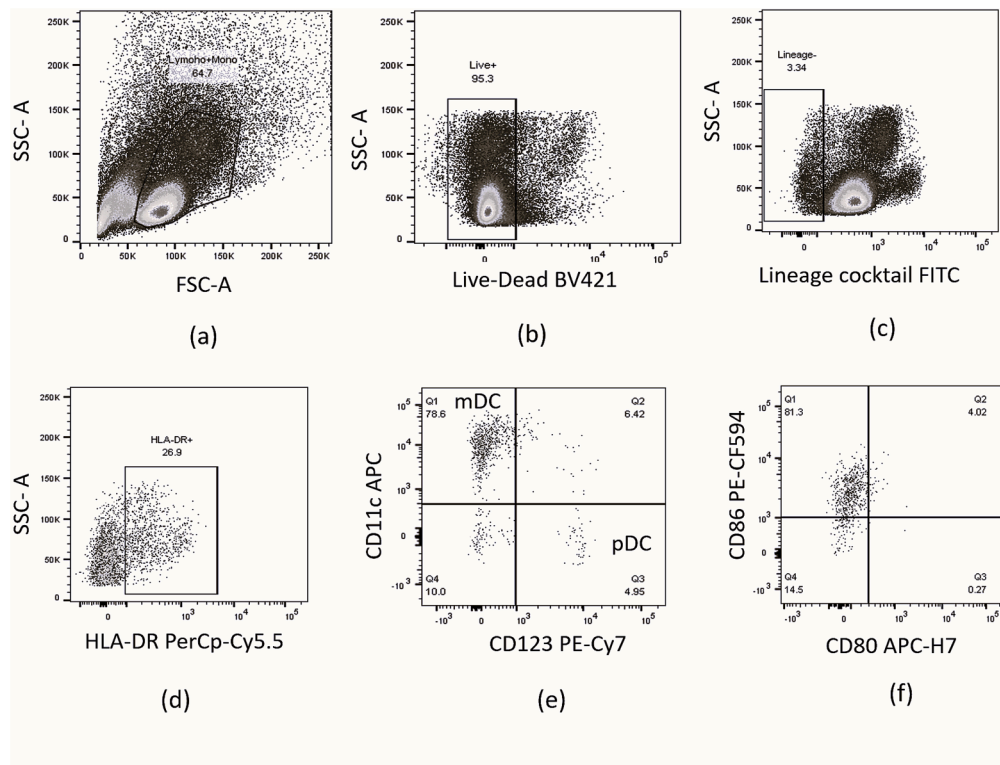 250K
200K
150K
100K
50K
0
SSC- A
Lymoho+Mono
64.7
0 50K 100K 150K 200K 250K
FSC-A
(a)
250K
200K
150K
100K
50K
0
SSC- A
Live+
95.3
0 10^4 10^5
Live-Dead BV421
(b)
250K
200K
150K
100K
50K
0
SSC- A
Lineage-
3.34
0 10^3 10^4 10^5
Lineage cocktail FITC
(c)
250K
200K
150K
100K
50K
0
SSC- A
HLA-DR+
26.9
0 10^3 10^4 10^5
HLA-DR PerCp-Cy5.5
(d)
10^5
10^4
10^3
0
-10^3
CD11c APC
Q1
78.6
mDC
Q2
6.42
pDC
Q4
10.0
Q3
4.95
-10^3 0 10^3 10^4 10^5
CD123 PE-Cy7
(e)
10^5
10^4
10^3
0
-10^3
CD86 PE-CF594
Q1
81.3
Q2
4.02
Q4
14.5
Q3
0.27
-10^3 0 10^3 10^4 10^5
CD80 APC-H7
(f)